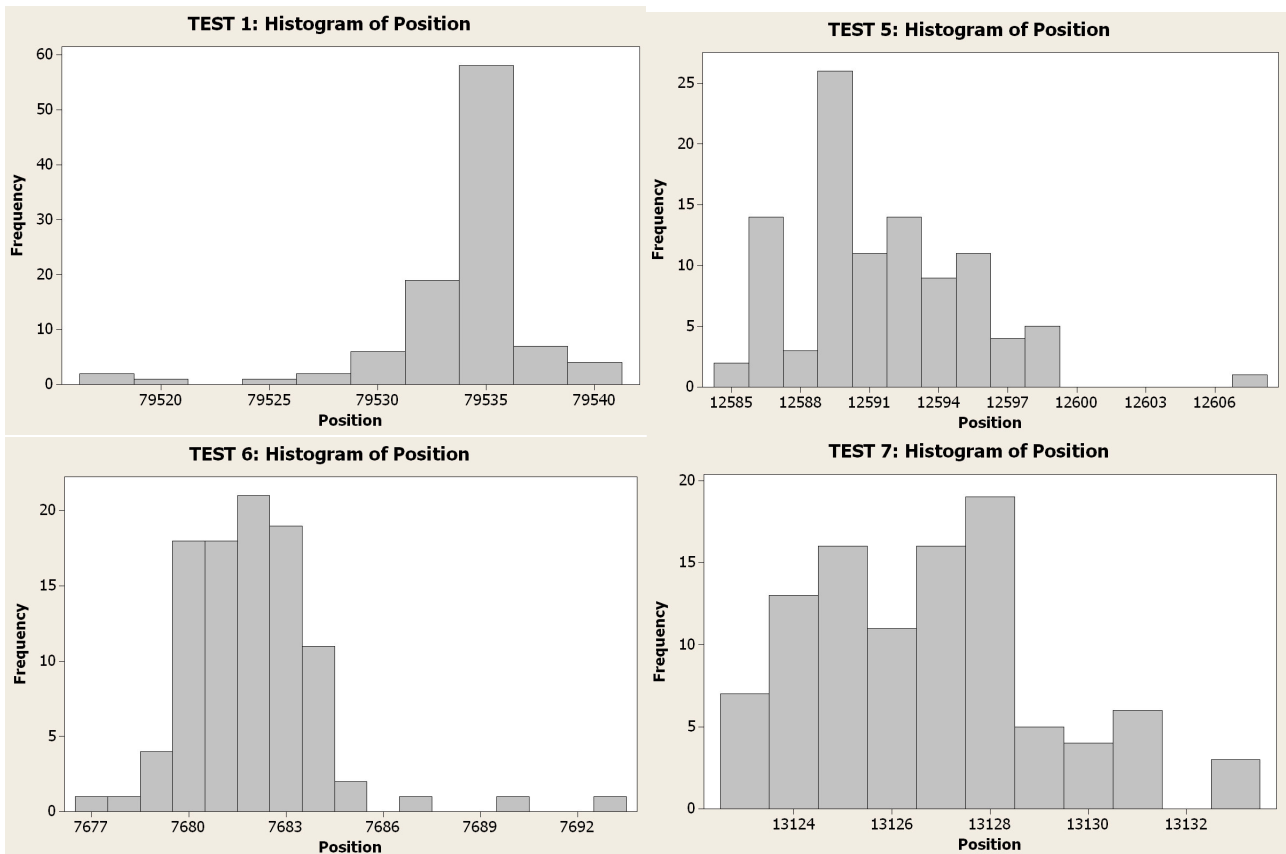 TEST 1: Histogram of Position
60
50
40
30
20
10
0
Frequency
79520 79525 79530 79535 79540
Position
TEST 5: Histogram of Position
25
20
15
10
5
0
Frequency
12585 12588 12591 12594 12597 12600 12603 12606
Position
TEST 6: Histogram of Position
20
15
10
5
0
Frequency
7677 7680 7683 7686 7689 7692
Position
TEST 7: Histogram of Position
20
15
10
5
0
Frequency
13124 13126 13128 13130 13132
Position